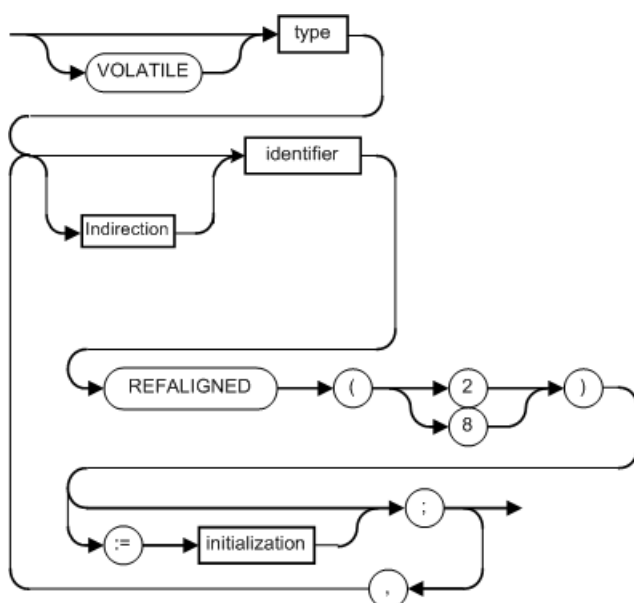 type
VOLATILE
identifier
Indirection
REFALIGNED ( 2 )
8
;
:= initialization
,